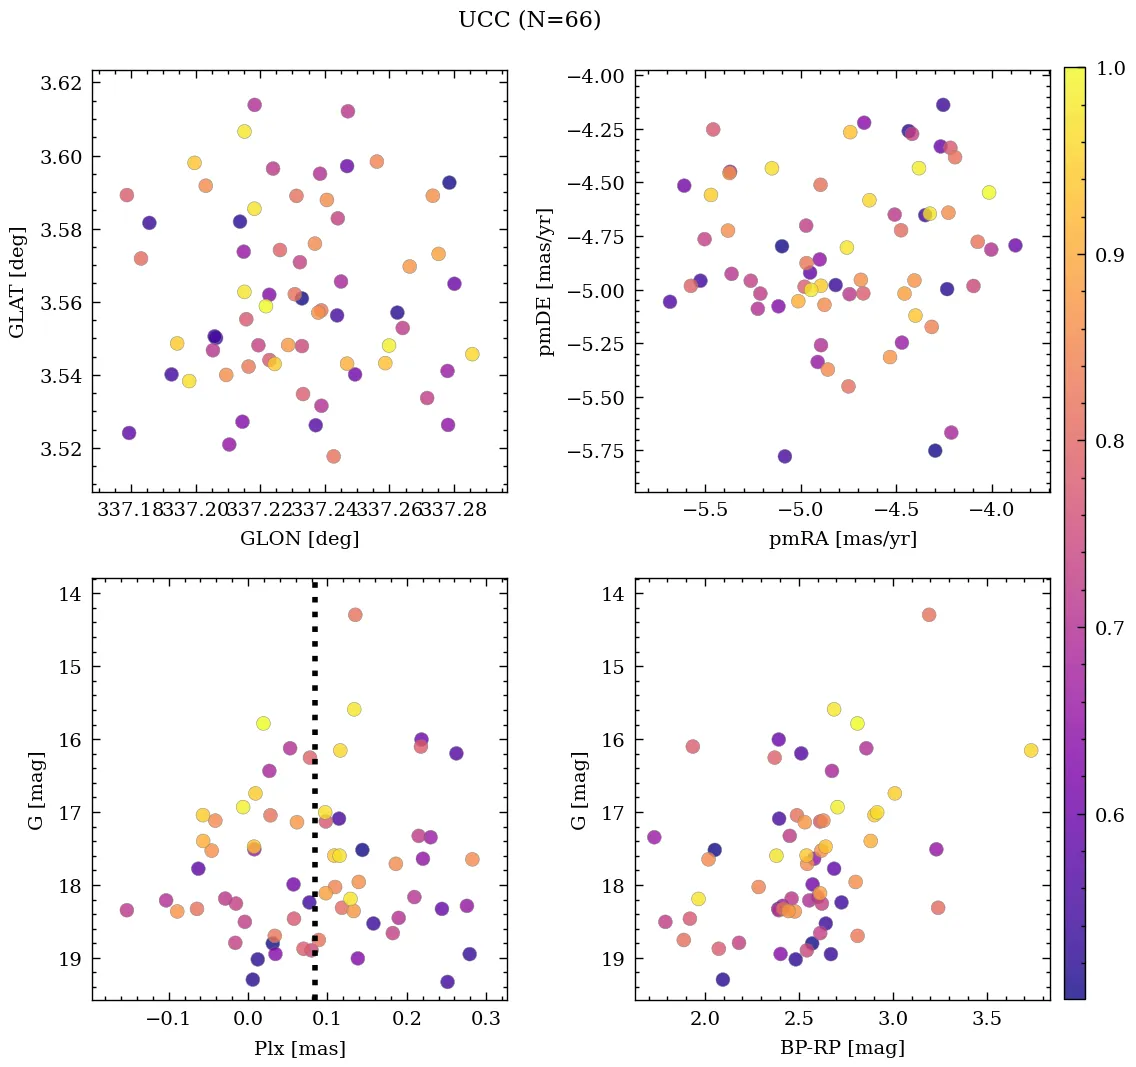 UCC (N=66)
3.62
3.60
3.58
3.56
3.54
3.52
GLAT [deg]
337.18 337.20 337.22 337.24 337.26 337.28
GLON [deg]
−4.00
−4.25
−4.50
−4.75
−5.00
−5.25
−5.50
−5.75
pmDE [mas/yr]
−5.5 −5.0 −4.5 −4.0
pmRA [mas/yr]
1.0
0.9
0.8
0.7
0.6
14
15
16
17
18
19
G [mag]
−0.1 0.0 0.1 0.2 0.3
Plx [mas]
14
15
16
17
18
19
G [mag]
2.0 2.5 3.0 3.5
BP-RP [mag]